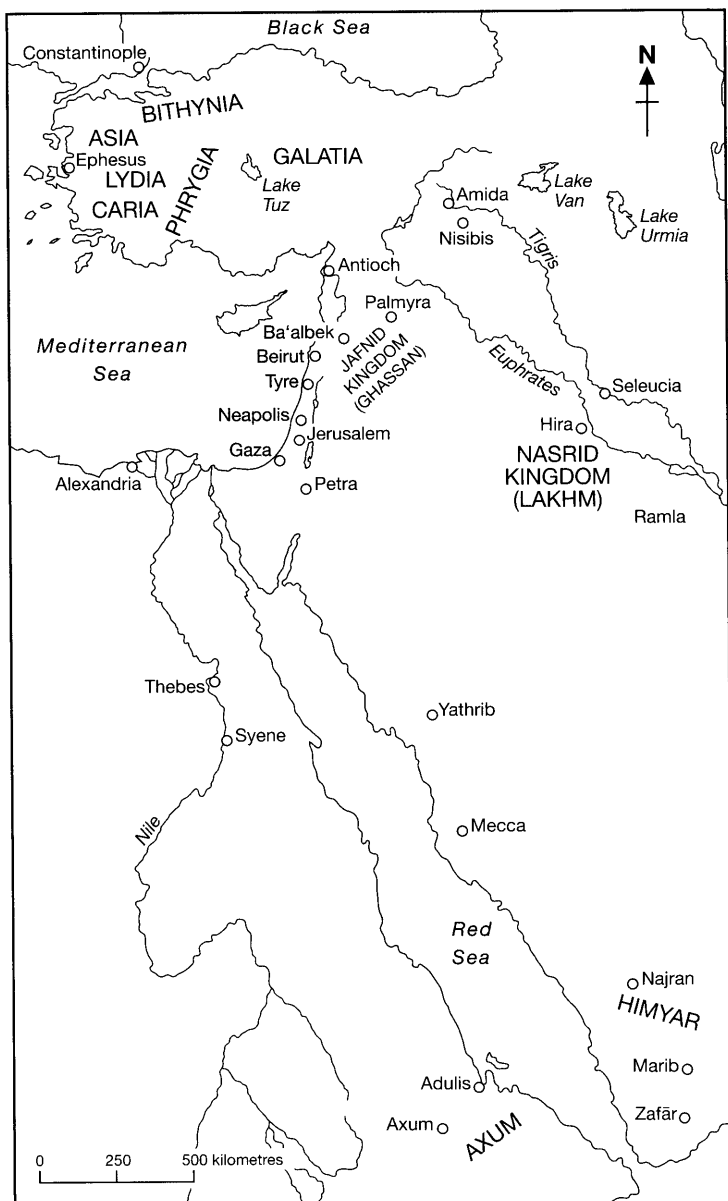 Black Sea
Constantinople
N
BITHYNIA
ASIA
Ephesus
GALATIA
LYDIA
PHRYGIA
Lake
Tuz
CARIA
Amida
Lake
Van
Nisibis
Lake
Urmia
Tigris
Antioch
Palmyra
Mediterranean
Sea
Ba‘albek
Beirut
JAFNID
KINGDOM
(GHASSAN)
Euphrates
Tyre
Seleucia
Neapolis
Jerusalem
Hira
Gaza
NASRID
KINGDOM
(LAKHM)
Alexandria
Petra
Ramla
Thebes
Yathrib
Syene
Nile
Mecca
Red
Sea
Najran
HIMYAR
Marib
Adulis
Axum
AXUM
Zafār
0 250 500 kilometres